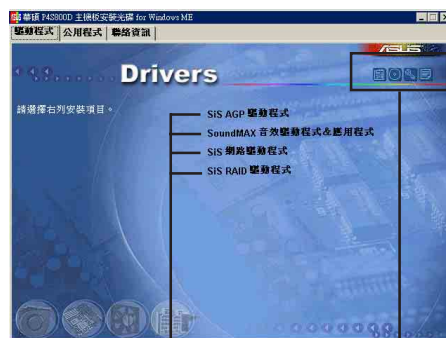 華碩 P4S800D 主機板安裝光碟 for Windows ME
驅動程式 公用程式 聯絡資訊
ASUS
Drivers
請選擇右列安裝項目。
SiS AGP 驅動程式
SoundMAX 音效驅動程式&應用程式
SiS 網路驅動程式
SiS RAID 驅動程式